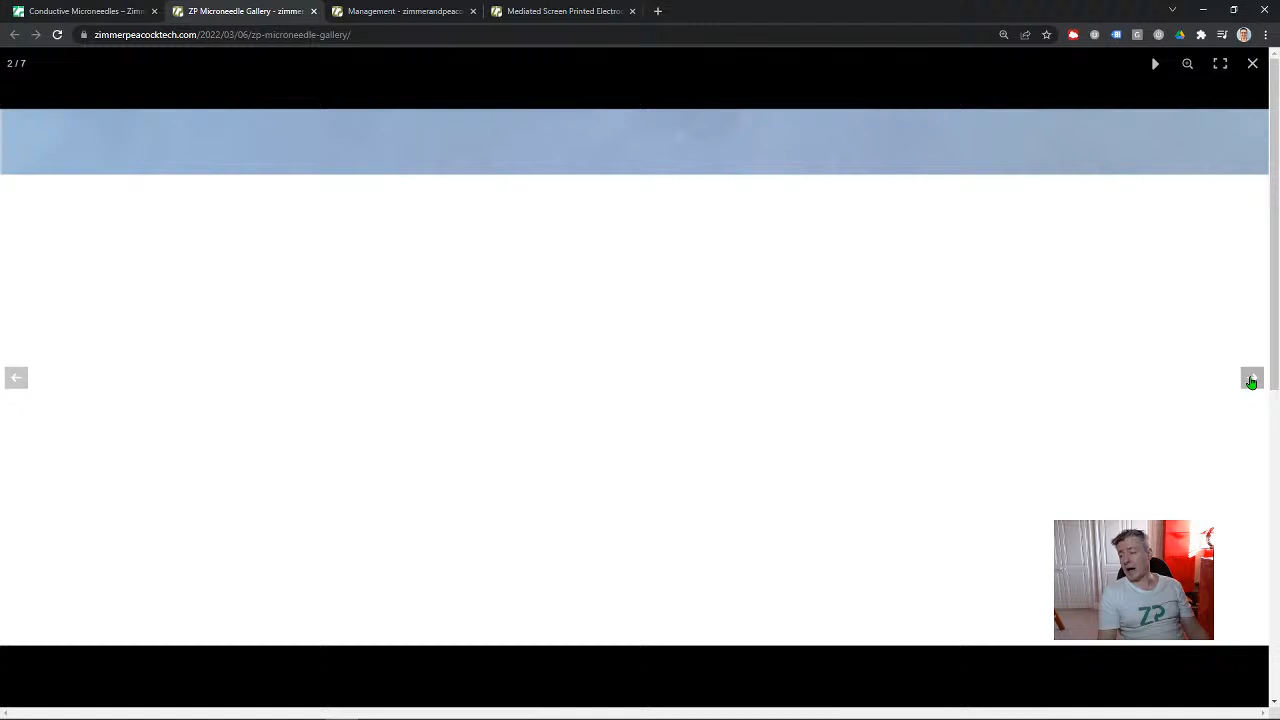 Conductive Microneedles – Zimm
ZP Microneedle Gallery - zimmer
Management - zimmerandpeaco
Mediated Screen Printed Electro
zimmerpeacocktech.com/2022/03/06/zp-microneedle-gallery/
2 / 7
ZP